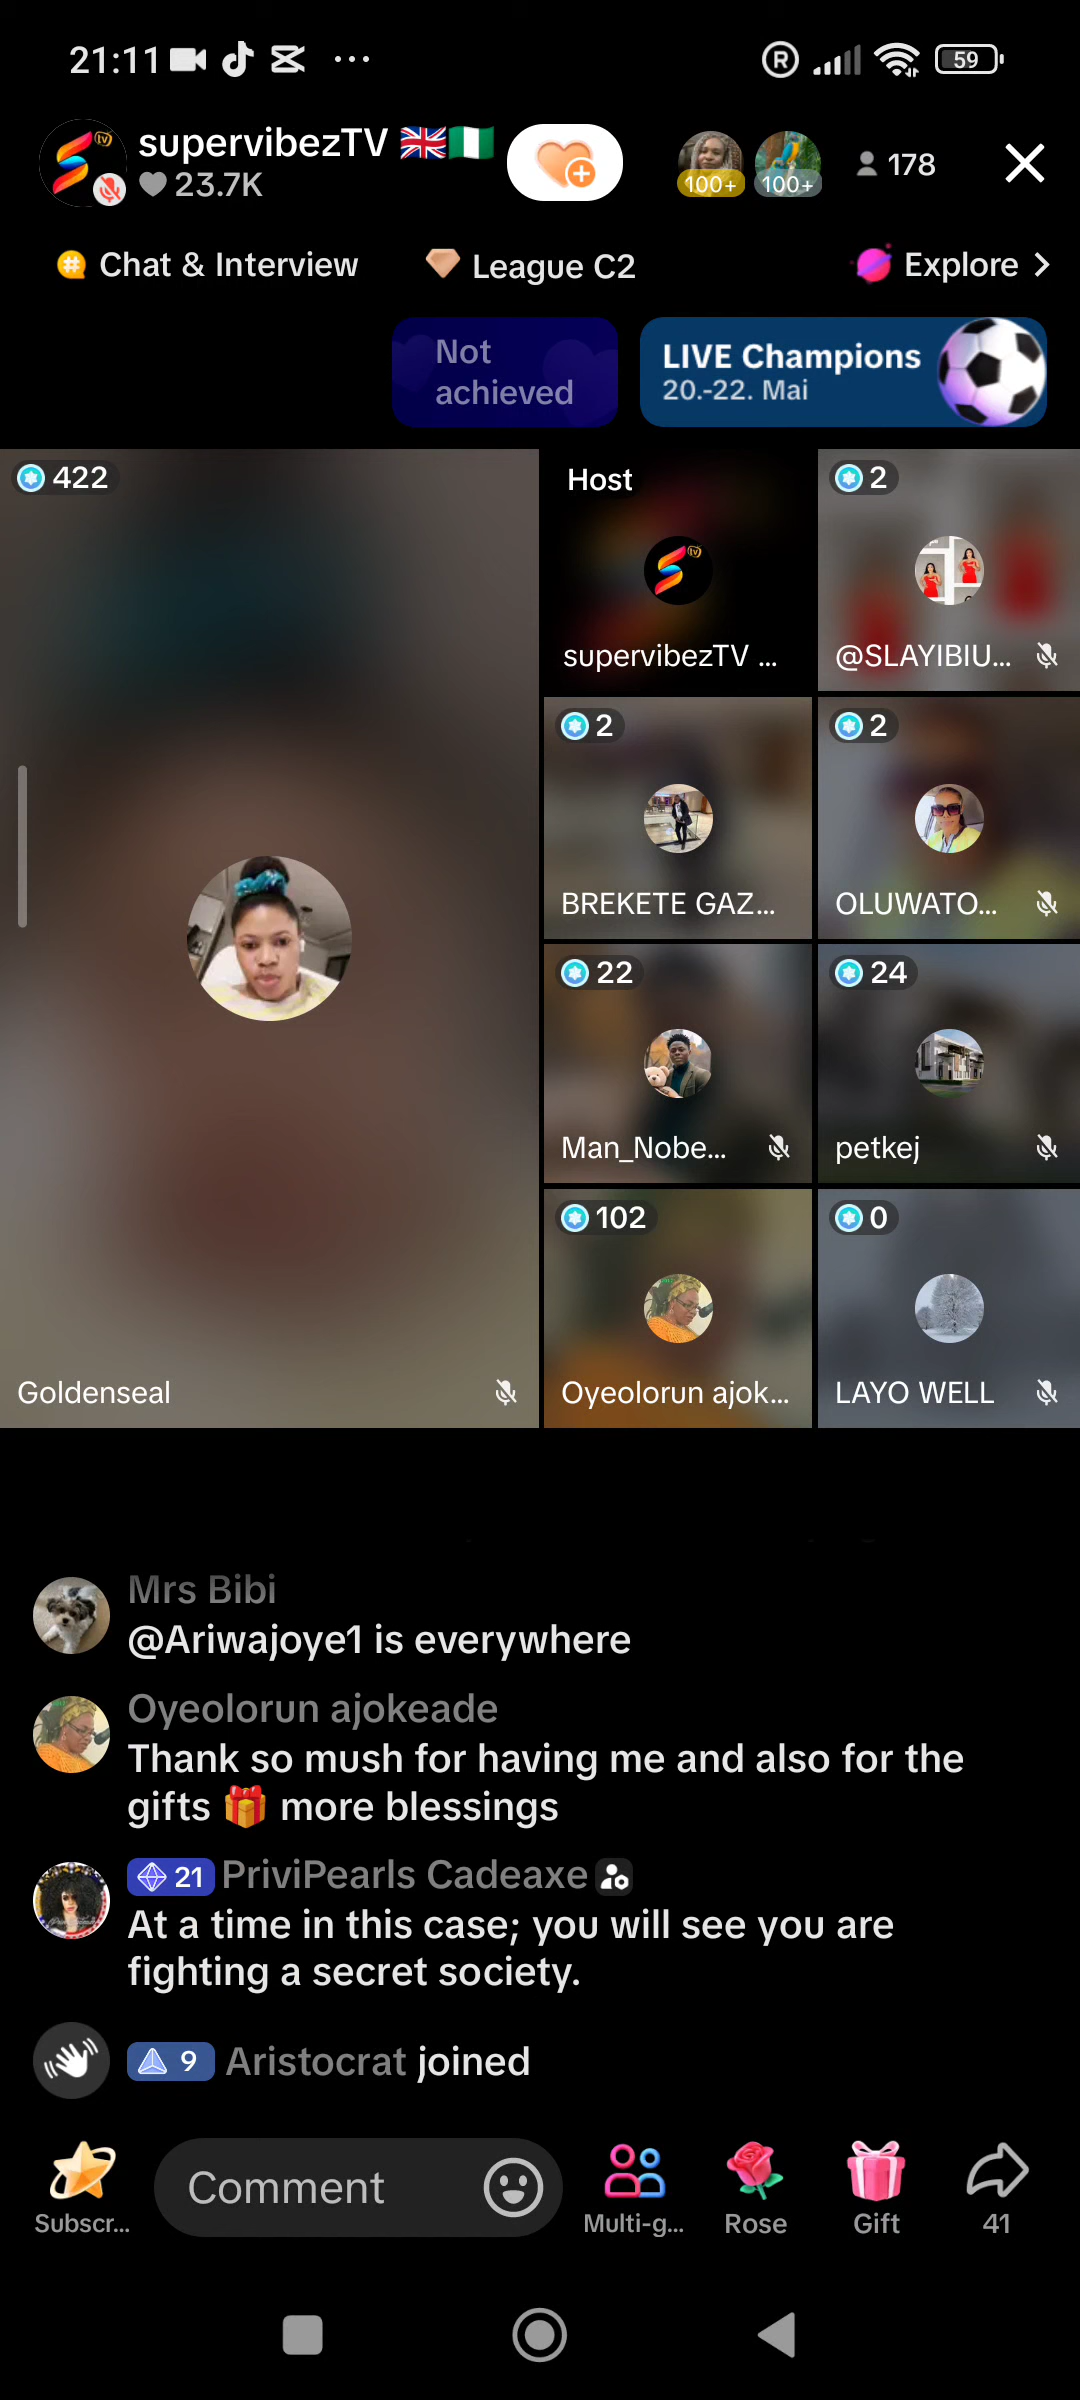 21:11
59
supervibezTV 🇬🇧🇳🇬
23.7K
100+
100+
178
Chat & Interview
League C2
Explore
Not
achieved
LIVE Champions
20.-22. Mai
422
Host
2
supervibezTV ...
@SLAYIBIU...
2
2
BREKETE GAZ...
OLUWATO...
22
24
Man_Nobe...
petkej
102
0
Goldenseal
Oyeolorun ajok...
LAYO WELL
Mrs Bibi
@Ariwajoye1 is everywhere
Oyeolorun ajokeade
Thank so mush for having me and also for the
gifts 🎁 more blessings
21 PriviPearls Cadeaxe
At a time in this case; you will see you are
fighting a secret society.
9 Aristocrat joined
Comment
Subscr...
Multi-g...
Rose
Gift
41